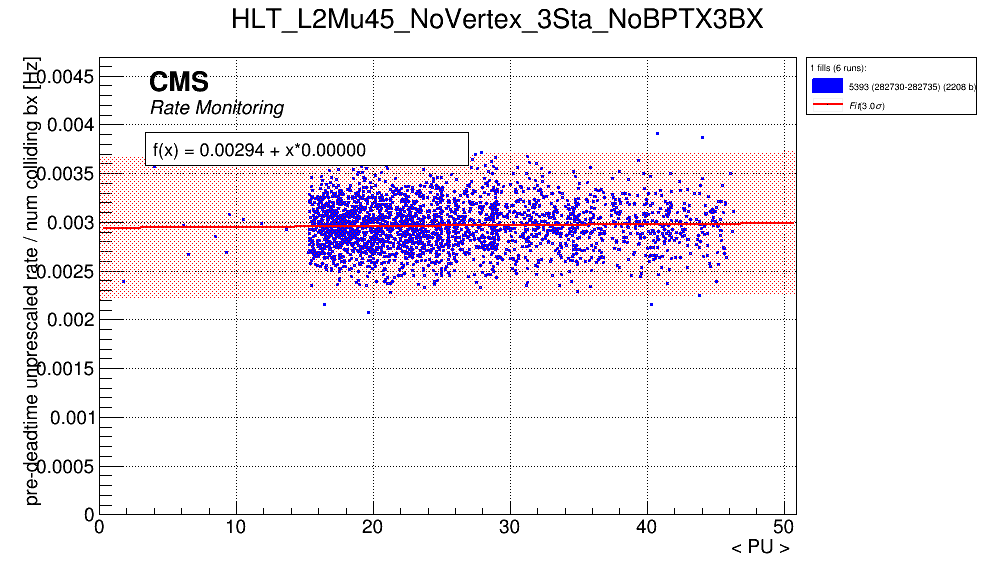 HLT_L2Mu45_NoVertex_3Sta_NoBPTX3BX
pre-deadtime unprescaled rate / num colliding bx [Hz]
0.0045
0.004
0.0035
0.003
0.0025
0.002
0.0015
0.001
0.0005
0
CMS
Rate Monitoring
f(x) = 0.00294 + x*0.00000
0 10 20 30 40 50
< PU >
1 fills (6 runs):
5393 (282730-282735) (2208 b)
Fit(3.0σ)